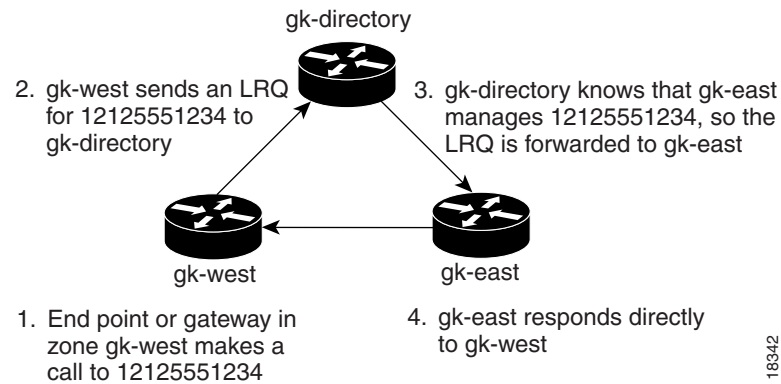 gk-directory
2. gk-west sends an LRQ
for 12125551234 to
gk-directory
3. gk-directory knows that gk-east
manages 12125551234, so the
LRQ is forwarded to gk-east
gk-west
gk-east
1. End point or gateway in
zone gk-west makes a
call to 12125551234
4. gk-east responds directly
to gk-west
18342